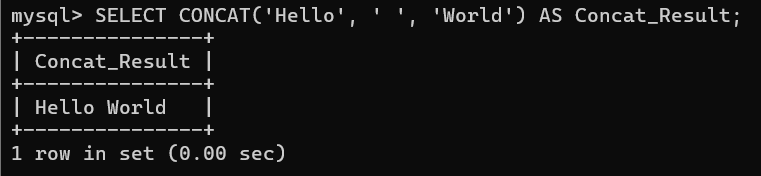 mysql> SELECT CONCAT('Hello', ' ', 'World') AS Concat_Result;
+---------------+
| Concat_Result |
+---------------+
| Hello World   |
+---------------+
1 row in set (0.00 sec)